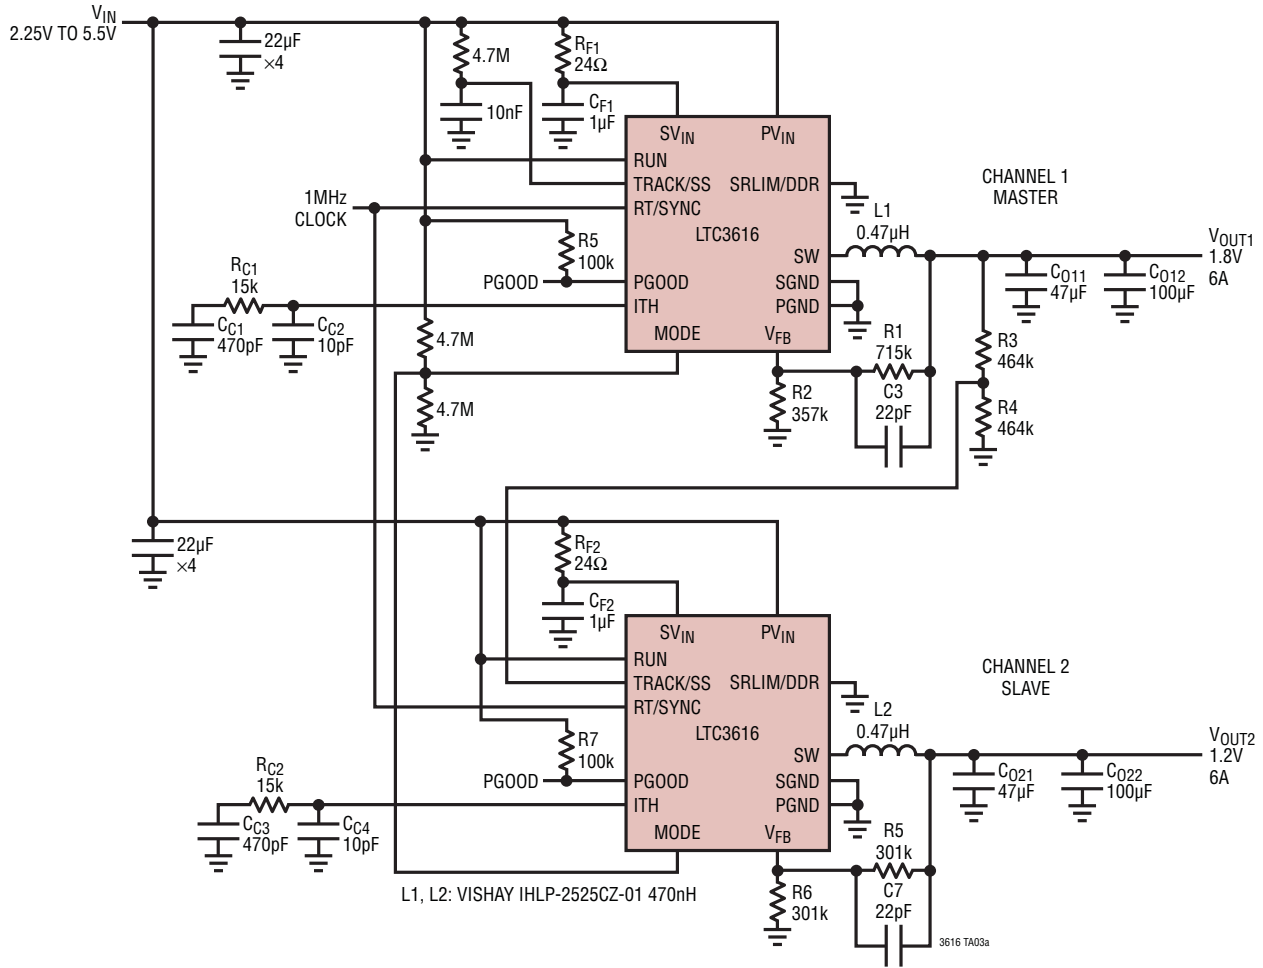 VIN
2.25V TO 5.5V
22µF
×4
4.7M
10nF
RF1
24Ω
CF1
1µF
SVIN
PVIN
RUN
TRACK/SS
SRLIM/DDR
RT/SYNC
LTC3616
SW
PGOOD
SGND
ITH
PGND
MODE
VFB
1MHz
CLOCK
R5
100k
PGOOD
RC1
15k
CC1
470pF
CC2
10pF
4.7M
4.7M
CHANNEL 1
MASTER
L1
0.47µH
VOUT1
1.8V
6A
CO11
47µF
CO12
100µF
R1
715k
C3
22pF
R2
357k
R3
464k
R4
464k
22µF
×4
RF2
24Ω
CF2
1µF
SVIN
PVIN
RUN
TRACK/SS
SRLIM/DDR
RT/SYNC
LTC3616
SW
PGOOD
SGND
ITH
PGND
MODE
VFB
R7
100k
PGOOD
RC2
15k
CC3
470pF
CC4
10pF
CHANNEL 2
SLAVE
L2
0.47µH
VOUT2
1.2V
6A
CO21
47µF
CO22
100µF
R5
301k
C7
22pF
R6
301k
L1, L2: VISHAY IHLP-2525CZ-01 470nH
3616 TA03a